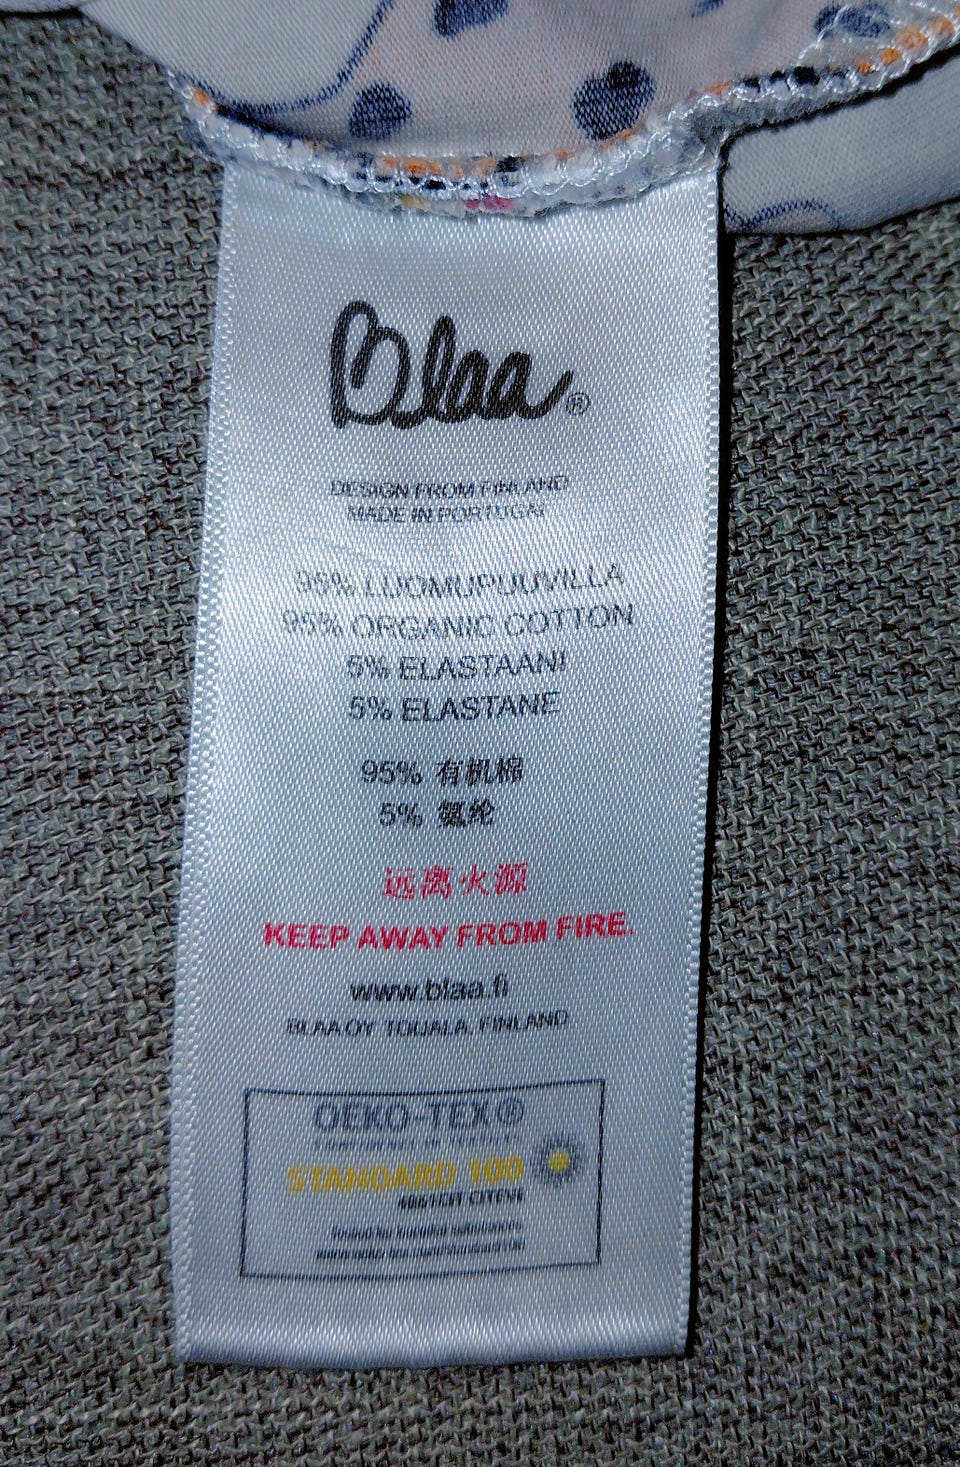 Blaa®
DESIGN FROM FINLAND
MADE IN PORTUGAL
95% LUOMUPUUVILLA
95% ORGANIC COTTON
5% ELASTAANI
5% ELASTANE
95% 有机棉
5% 氨纶
远离火源
KEEP AWAY FROM FIRE.
www.blaa.fi
BLAA OY TOIJALA, FINLAND
OEKO-TEX®
STANDARD 100
CITEVE